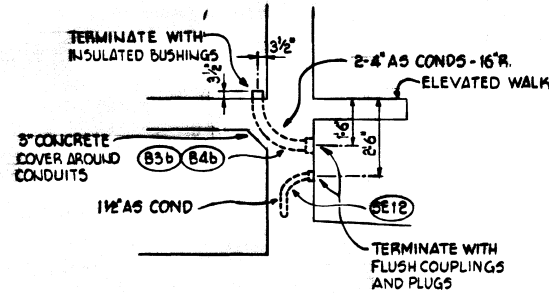 TERMINATE WITH
INSULATED BUSHINGS
3½"
3½"
2-4" AS CONDS-16"R.
ELEVATED WALK
3" CONCRETE
COVER AROUND
CONDUITS
B3b
B4b
1'6"
2'6"
1½" AS COND
SE12
TERMINATE WITH
FLUSH COUPLINGS
AND PLUGS